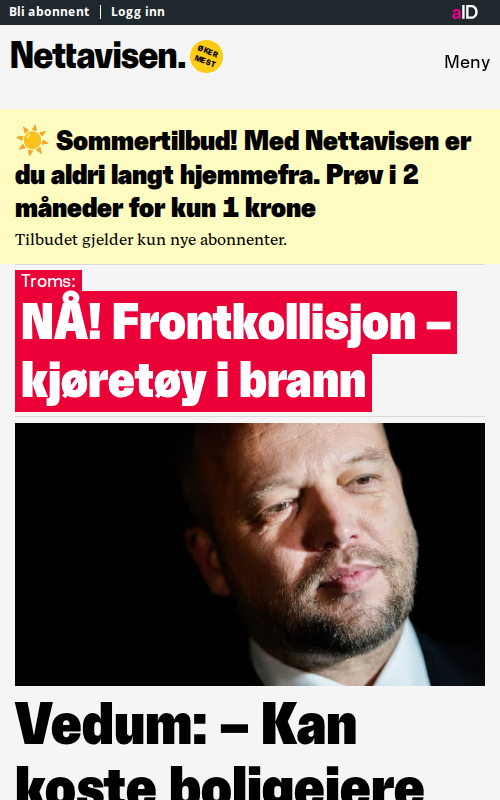 Bli abonnent Logg inn
aID
Nettavisen.
ØKER
MEST
Meny
☀️ Sommertilbud! Med Nettavisen er
du aldri langt hjemmefra. Prøv i 2
måneder for kun 1 krone
Tilbudet gjelder kun nye abonnenter.
Troms:
NÅ! Frontkollisjon –
kjøretøy i brann
Vedum: – Kan
koste boligeiere